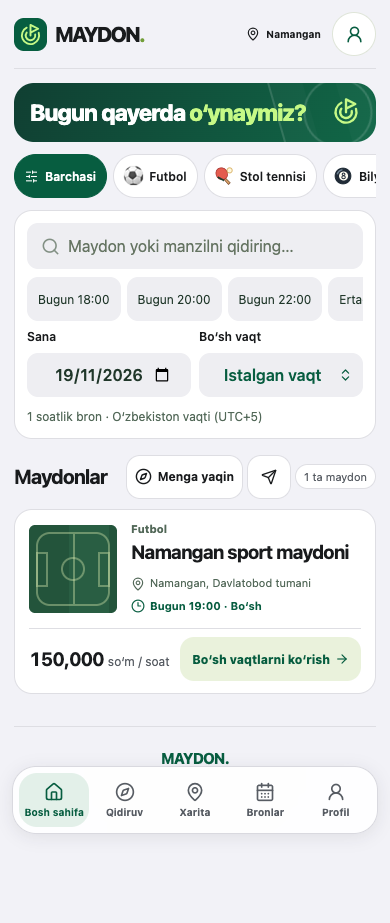 MAYDON.
Namangan
Bugun qayerda oʻynaymiz?
Barchasi
Futbol
Stol tennisi
8
Bily
Maydon yoki manzilni qidiring...
Bugun 18:00
Bugun 20:00
Bugun 22:00
Erta
Sana
Boʻsh vaqt
19/11/2026
Istalgan vaqt
1 soatlik bron · Oʻzbekiston vaqti (UTC+5)
Maydonlar
Menga yaqin
1 ta maydon
Futbol
Namangan sport maydoni
Namangan, Davlatobod tumani
Bugun 19:00 · Boʻsh
150,000 soʻm / soat
Boʻsh vaqtlarni koʻrish →
MAYDON.
Bosh sahifa
Qidiruv
Xarita
Bronlar
Profil